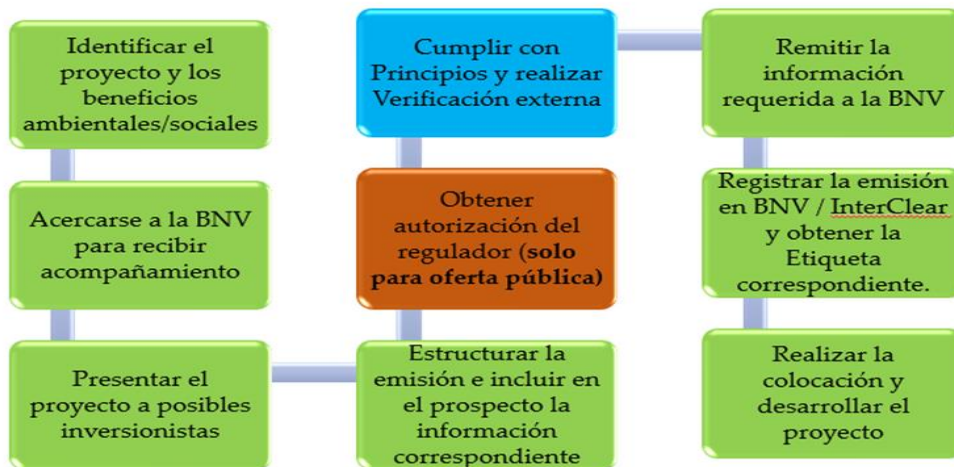 Identificar el
proyecto y los
beneficios
ambientales/sociales
Acercarse a la BNV
para recibir
acompañamiento
Presentar el
proyecto a posibles
inversionistas
Estructurar la
emisión e incluir en
el prospecto la
información
correspondiente
Obtener
autorización del
regulador (solo
para oferta pública)
Cumplir con
Principios y realizar
Verificación externa
Remitir la
información
requerida a la BNV
Registrar la emisión
en BNV / InterClear
y obtener la
Etiqueta
correspondiente.
Realizar la
colocación y
desarrollar el
proyecto